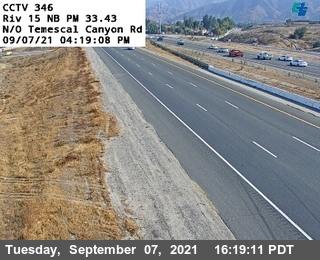 CCTV 346
Riv 15 NB PM 33.43
N/O Temescal Canyon Rd
09/07/21 04:19:08 PM
Tuesday, September 07, 2021 16:19:11 PDT